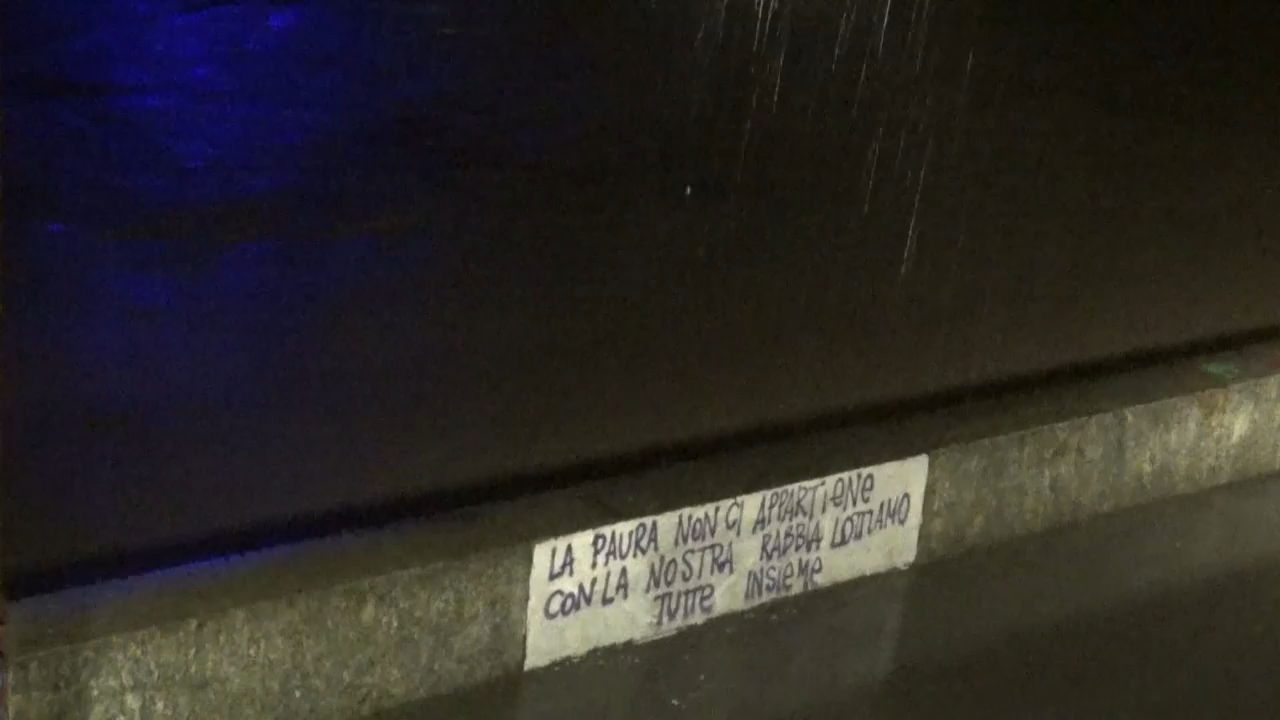 LA PAURA NON CI APPARTIENE
CON LA NOSTRA RABBIA LOTTIAMO
TUTTE INSIEME